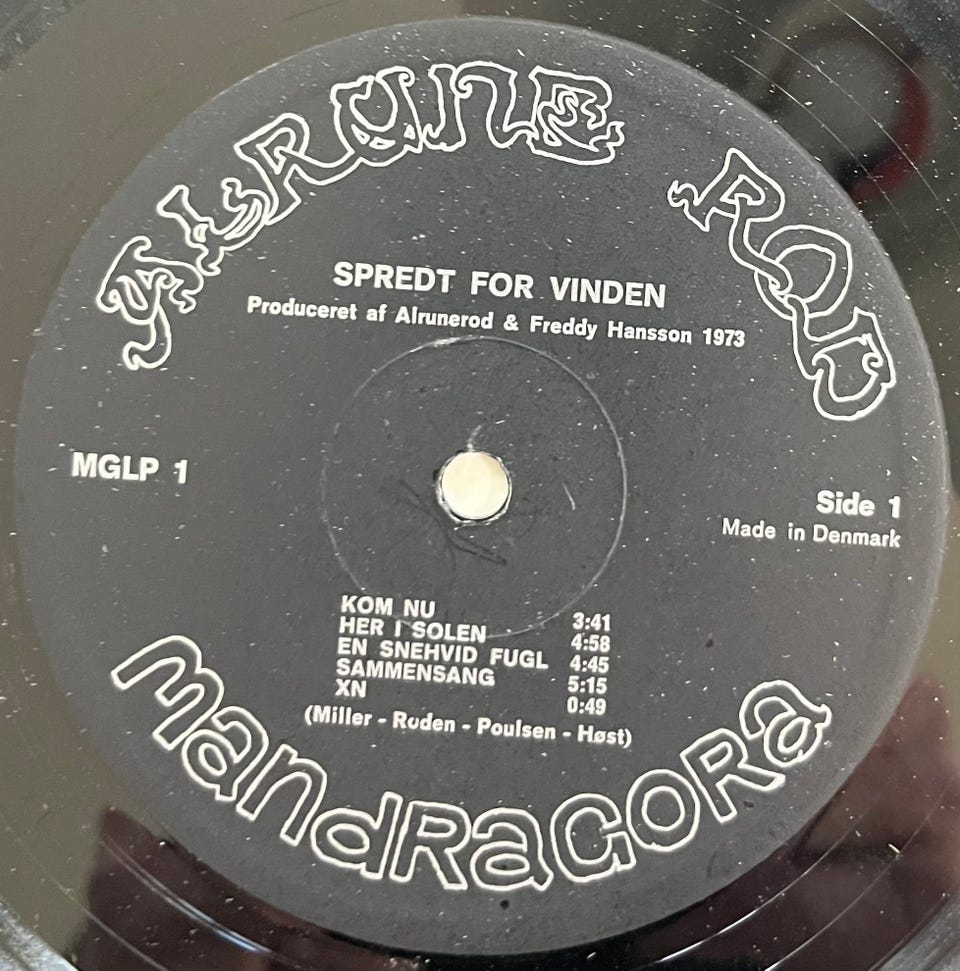 ALRUNE ROD
SPREDT FOR VINDEN
Produceret af Alrunerod & Freddy Hansson 1973
MGLP 1
Side 1
Made in Denmark
KOM NU 3:41
HER I SOLEN 4:58
EN SNEHVID FUGL 4:45
SAMMENSANG 5:15
XN 0:49
(Miller - Ruden - Poulsen - Høst)
mandRagoRa